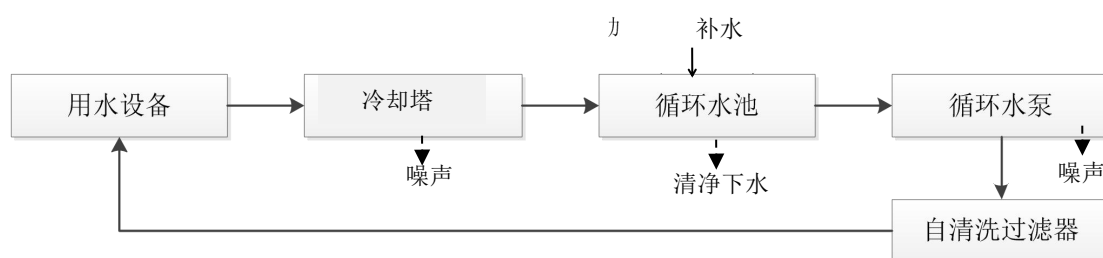 补水
用水设备
冷却塔
循环水池
循环水泵
噪声
清净下水
噪声
自清洗过滤器